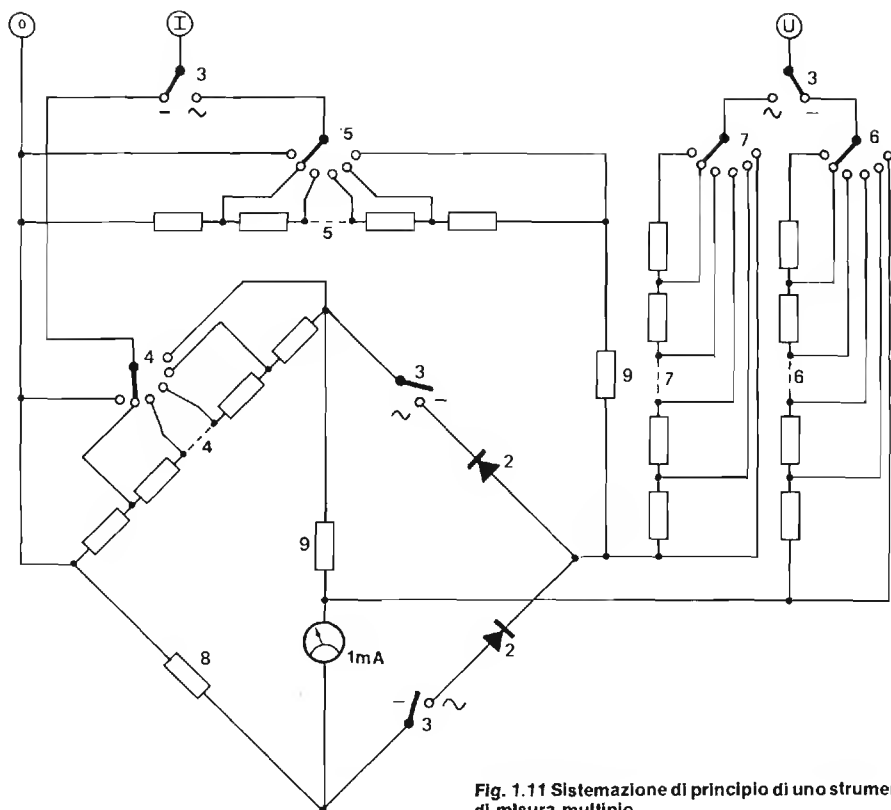 0 I U
3 3
− ~ ~ −
5 7 6
5
4
3
− ~
9
7 6
4
2
9
2
1mA
8
− ~
3
Fig. 1.11 Sistemazione di principio di uno strume
di misura multiplo